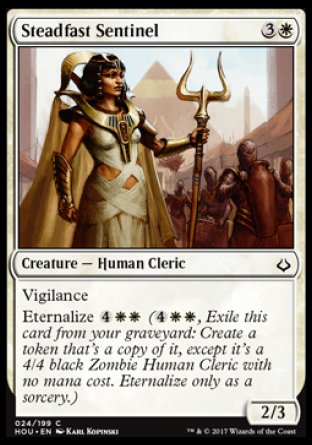 Steadfast Sentinel 3
Creature — Human Cleric
Vigilance
Eternalize 4 (4, Exile this
card from your graveyard: Create a
token that's a copy of it, except it's a
4/4 black Zombie Human Cleric with
no mana cost. Eternalize only as a
sorcery.)
2/3
024/199 C
HOU • EN KARL KOPINSKI
™ & © 2017 Wizards of the Coast